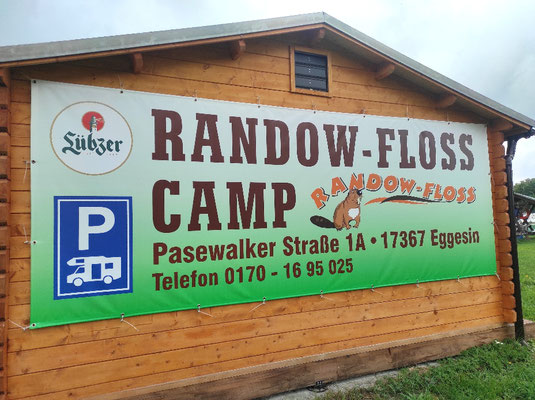 Lübzer
RANDOW-FLOSS
CAMP
RANDOW-FLOSS
P
Pasewalker Straße 1A • 17367 Eggesin
Telefon 0170 - 16 95 025